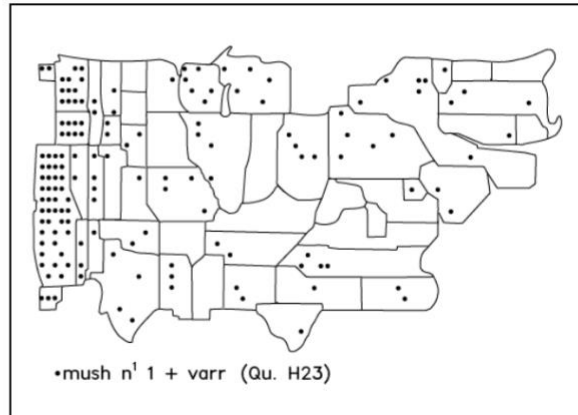 •mush n¹ 1 + varr (Qu. H23)